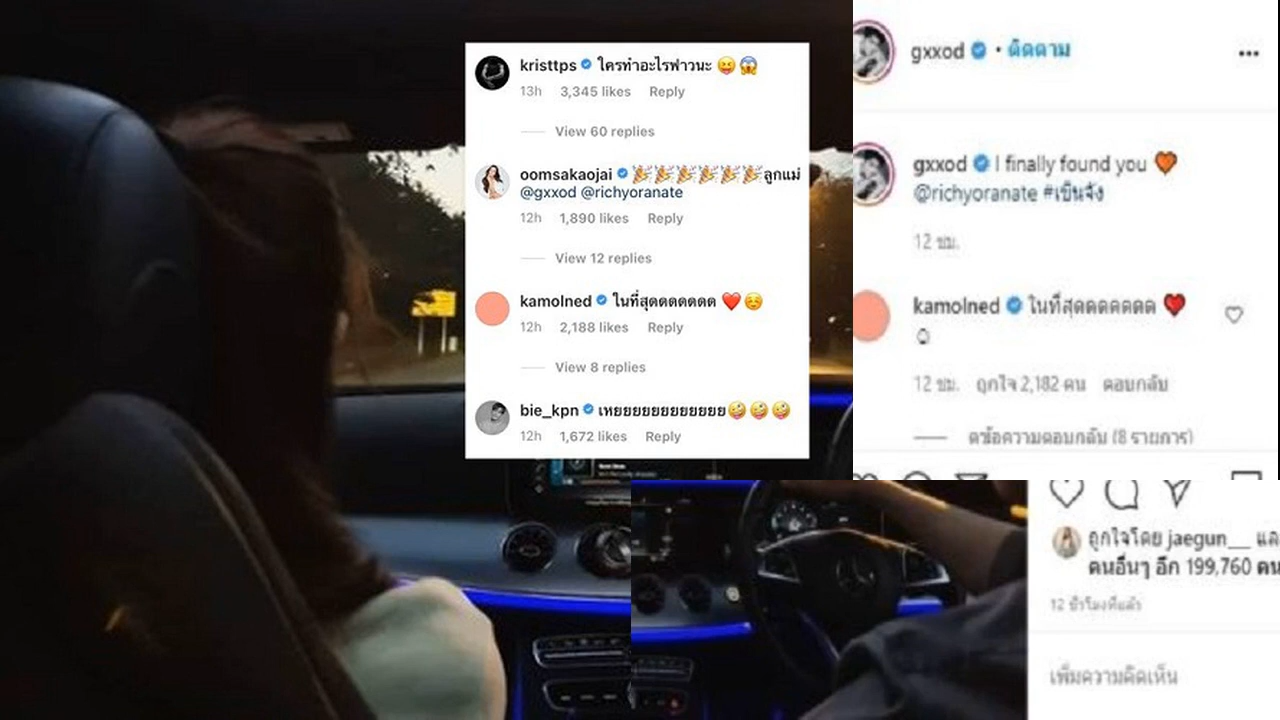 kristtps ใครทำอะไรฟาวนะ 😝 😱
13h 3,345 likes Reply
View 60 replies
oomsakaojai 🎉🎉🎉🎉🎉🎉ลูกแม่
@gxxod @richyoranate
12h 1,890 likes Reply
View 12 replies
kamolned ในที่สุดดดดดดด ❤️☺️
12h 2,188 likes Reply
View 8 replies
bie_kpn เหยยยยยยยยยยยย🤪🤪🤪
12h 1,672 likes Reply
gxxod • ติดตาม
gxxod I finally found you 🧡
@richyoranate #เขินจัง
12 ชม.
kamolned ในที่สุดดดดดดด ❤️
12 ชม. ถูกใจ 2,182 คน ตอบกลับ
ดูข้อความตอบกลับ (8 รายการ)
ถูกใจโดย jaegun__ แล
คนอื่นๆ อีก 199,760 คน
12 ชั่วโมงที่แล้ว
เพิ่มความคิดเห็น